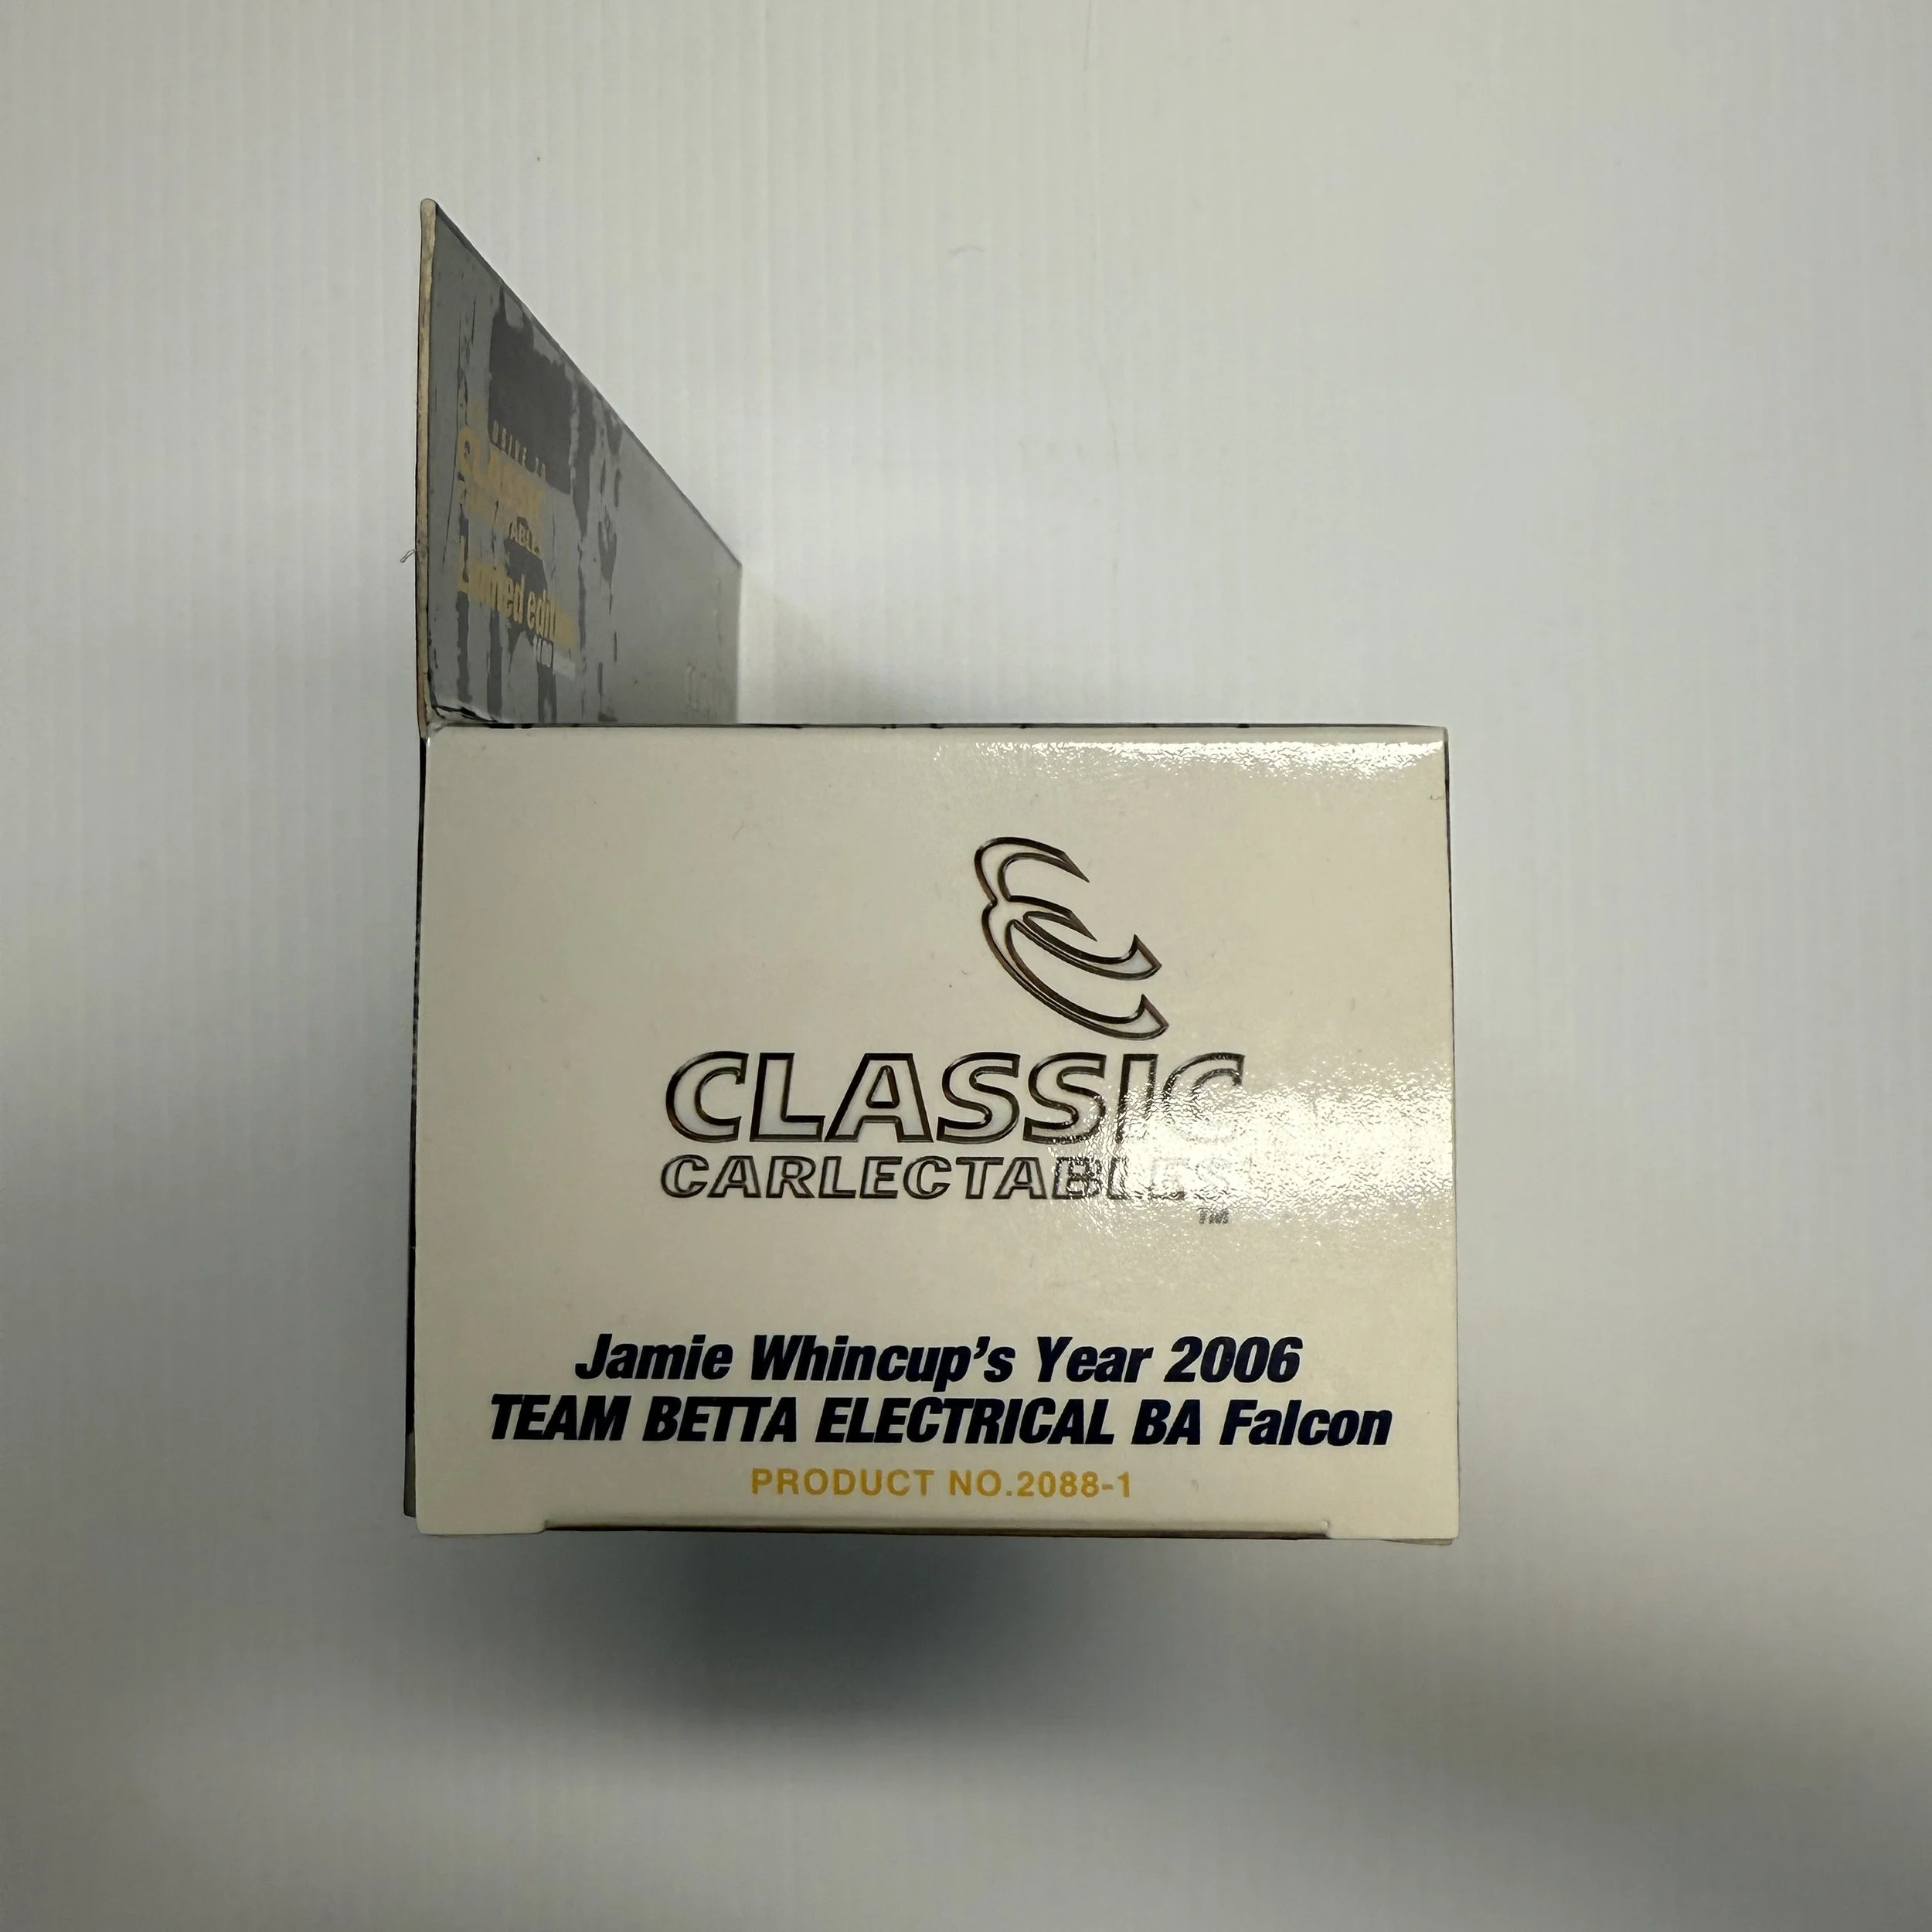 CLASSIC
Limited edition
CLASSIC
CARLECTABLES
TM
Jamie Whincup's Year 2006
TEAM BETTA ELECTRICAL BA Falcon
PRODUCT NO.2088-1